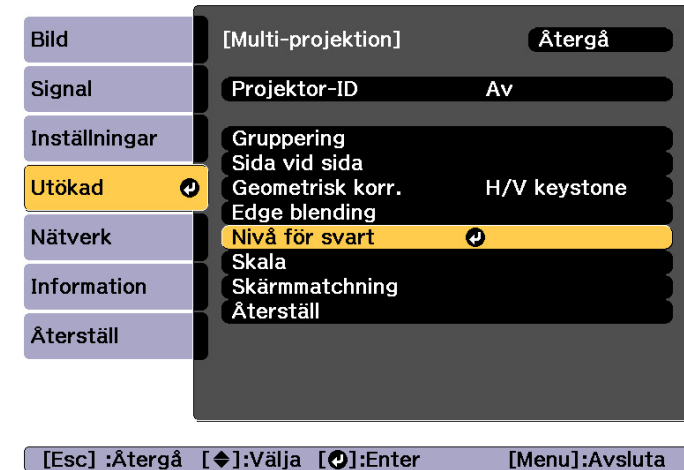 Bild
Signal
Inställningar
Utökad
Nätverk
Information
Återställ
[Multi-projektion] Återgå
Projektor-ID Av
Gruppering
Sida vid sida
Geometrisk korr. H/V keystone
Edge blending
Nivå för svart
Skala
Skärmmatchning
Återställ
[Esc] :Återgå [◆]:Välja [↵]:Enter [Menu]:Avsluta